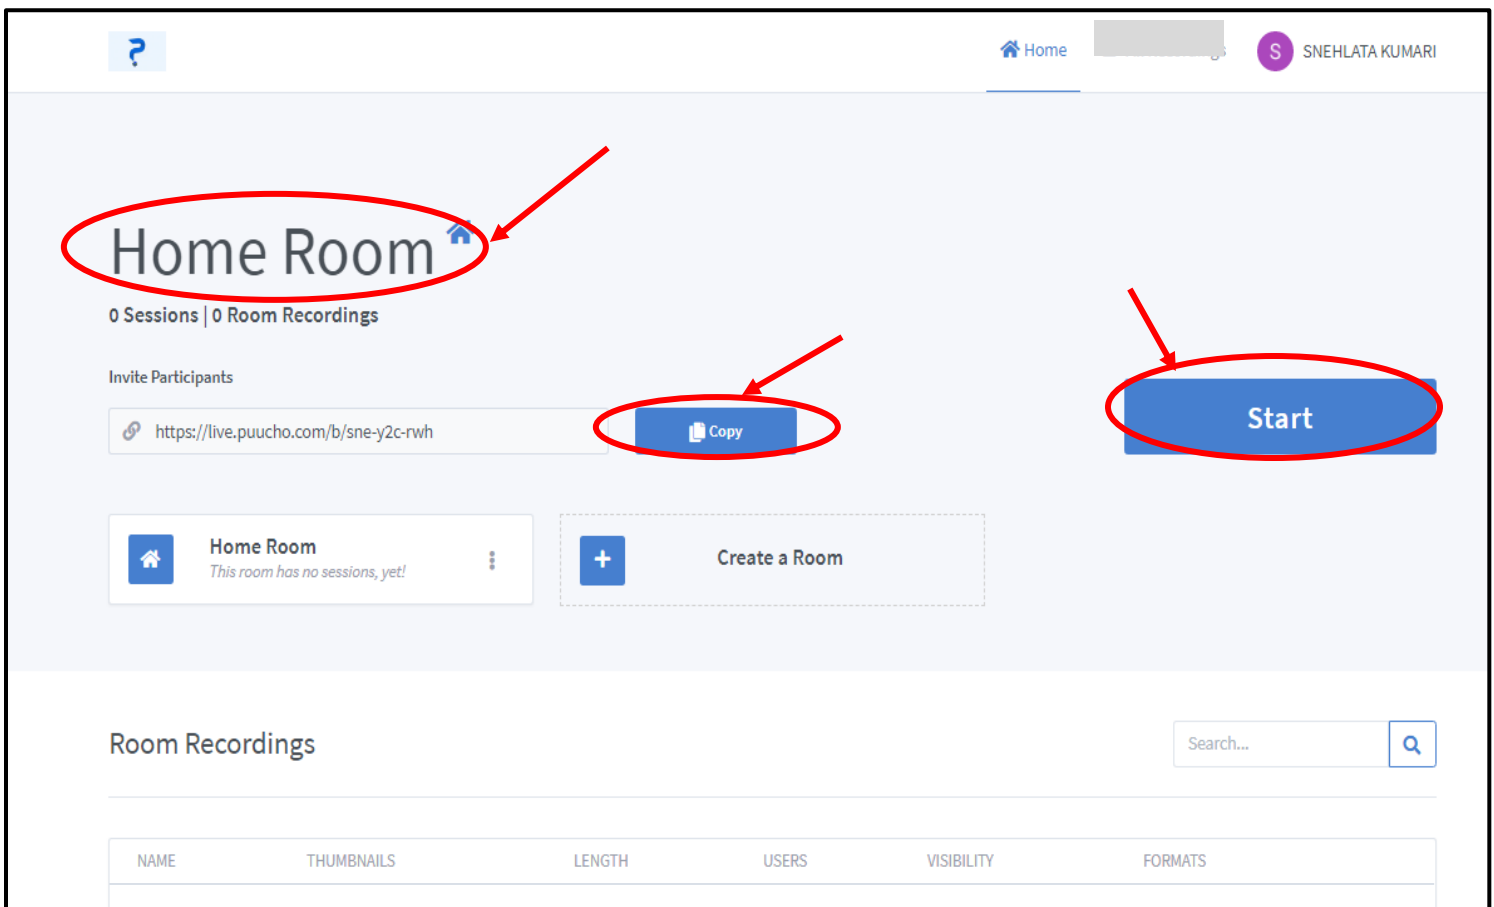 Home
SNEHLATA KUMARI
S
Home Room
0 Sessions | 0 Room Recordings
Invite Participants
https://live.puucho.com/b/sne-y2c-rwh
Copy
Start
Home Room
This room has no sessions, yet!
Create a Room
Room Recordings
Search...
NAME THUMBNAILS LENGTH USERS VISIBILITY FORMATS